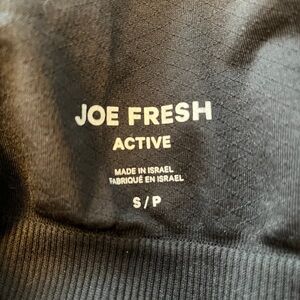 JOE FRESH
ACTIVE
MADE IN ISRAEL
FABRIQUÉ EN ISRAEL
S / P